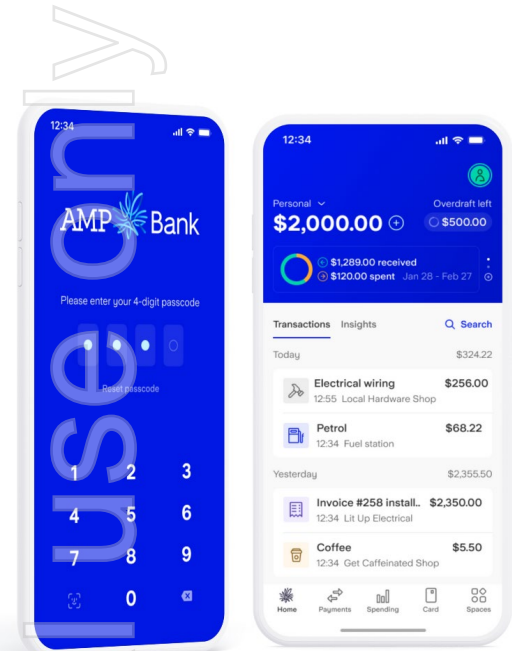 l use only
12:34
AMP Bank
Please enter your 4-digit passcode
Reset passcode
1 2 3
4 5 6
7 8 9
0
12:34
Personal
Overdraft left
$2,000.00
$500.00
$1,289.00 received
$120.00 spent Jan 28 - Feb 27
Transactions Insights Search
Today $324.22
Electrical wiring $256.00
12:55 Local Hardware Shop
Petrol $68.22
12:34 Fuel station
Yesterday $2,355.50
Invoice #258 install.. $2,350.00
12:34 Lit Up Electrical
Coffee $5.50
12:34 Get Caffeinated Shop
Home Payments Spending Card Spaces